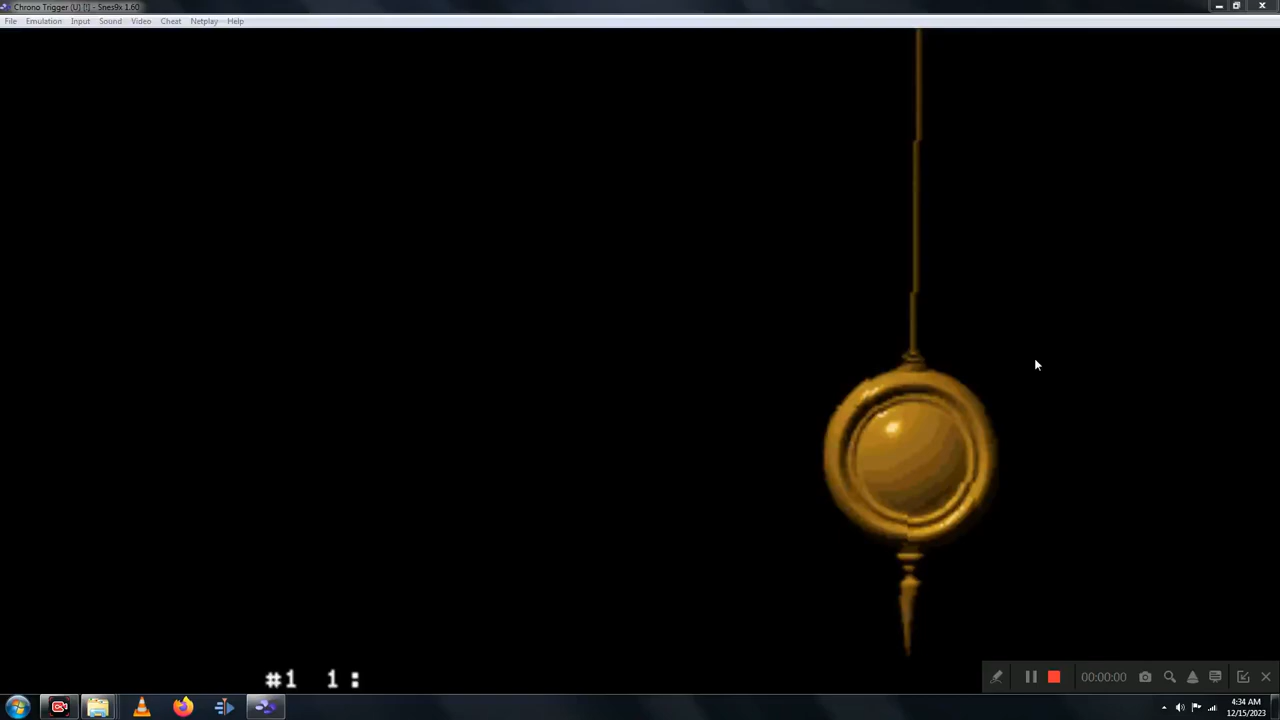 Chrono Trigger (U) [!] - Snes9x 1.60
File Emulation Input Sound Video Cheat Netplay Help
#1 1:
00:00:00
4:34 AM
12/15/2023